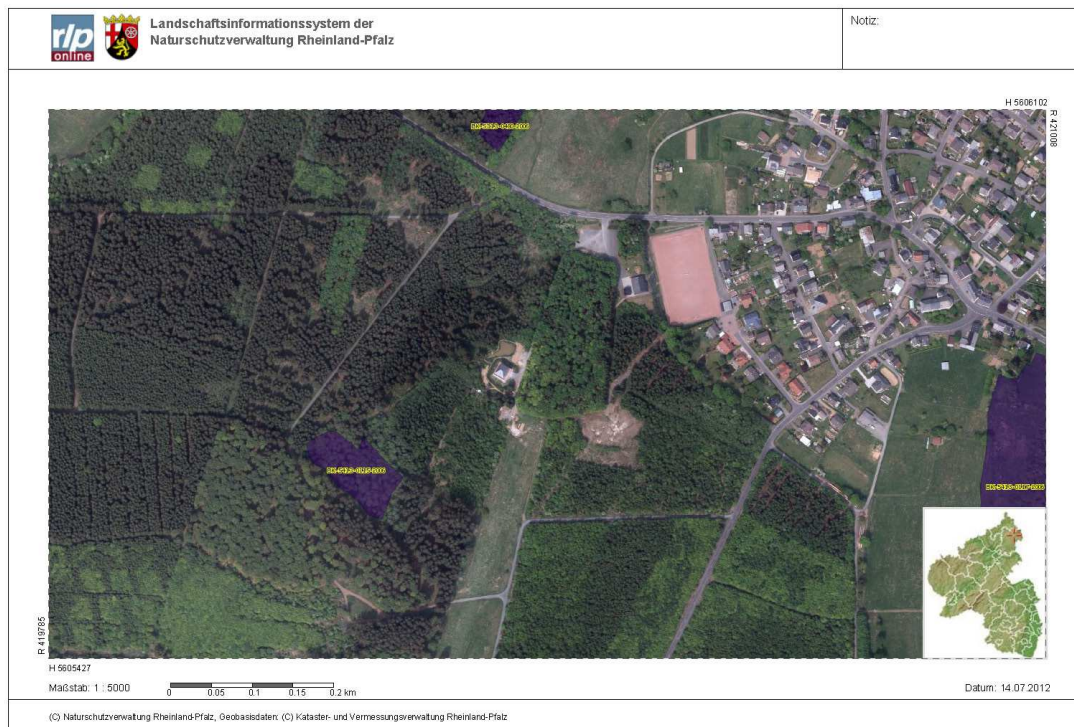 rlp
online
Landschaftsinformationssystem der
Naturschutzverwaltung Rheinland-Pfalz
Notiz:
H 5606102
R 421008
R 419785
H 5605427
Maßstab: 1 : 5000
0 0.05 0.1 0.15 0.2 km
Datum: 14.07.2012
(C) Naturschutzverwaltung Rheinland-Pfalz, Geobasisdaten: (C) Kataster- und Vermessungsverwaltung Rheinland-Pfalz